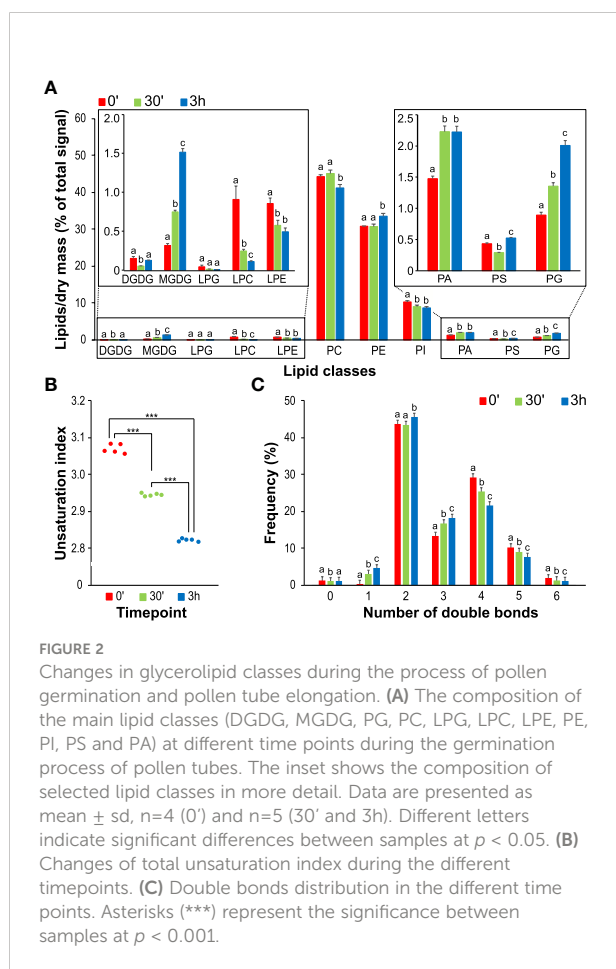 A
0' 30' 3h
Lipids/dry mass (% of total signal)
60
50
40
30
20
10
0
2.0
1.5
1.0
0.5
0.0
a b a
a b c
a b b
a b c
a b b
DGDG MGDG LPG LPC LPE
2.5
2.0
1.5
1.0
0.5
0.0
a b b
a b c
a b c
PA PS PG
a b a
a b c
a b b
a b c
a b b
a a b
a a b
a b b
a b b
a b c
a b c
DGDG MGDG LPG LPC LPE PC PE PI PA PS PG
Lipid classes
B
Unsaturation index
3.2
3.1
3.0
2.9
2.8
0
***
***
***
Timepoint
0' 30' 3h
C
0' 30' 3h
Frequency (%)
50
40
30
20
10
0
a b b
a b c
a a b
a b c
a b c
a b c
a b c
0 1 2 3 4 5 6
Number of double bonds
FIGURE 2
Changes in glycerolipid classes during the process of pollen
germination and pollen tube elongation. (A) The composition of
the main lipid classes (DGDG, MGDG, PG, PC, LPG, LPC, LPE, PE,
PI, PS and PA) at different time points during the germination
process of pollen tubes. The inset shows the composition of
selected lipid classes in more detail. Data are presented as
mean ± sd, n=4 (0′) and n=5 (30′ and 3h). Different letters
indicate significant differences between samples at p < 0.05. (B)
Changes of total unsaturation index during the different
timepoints. (C) Double bonds distribution in the different time
points. Asterisks (***) represent the significance between
samples at p < 0.001.